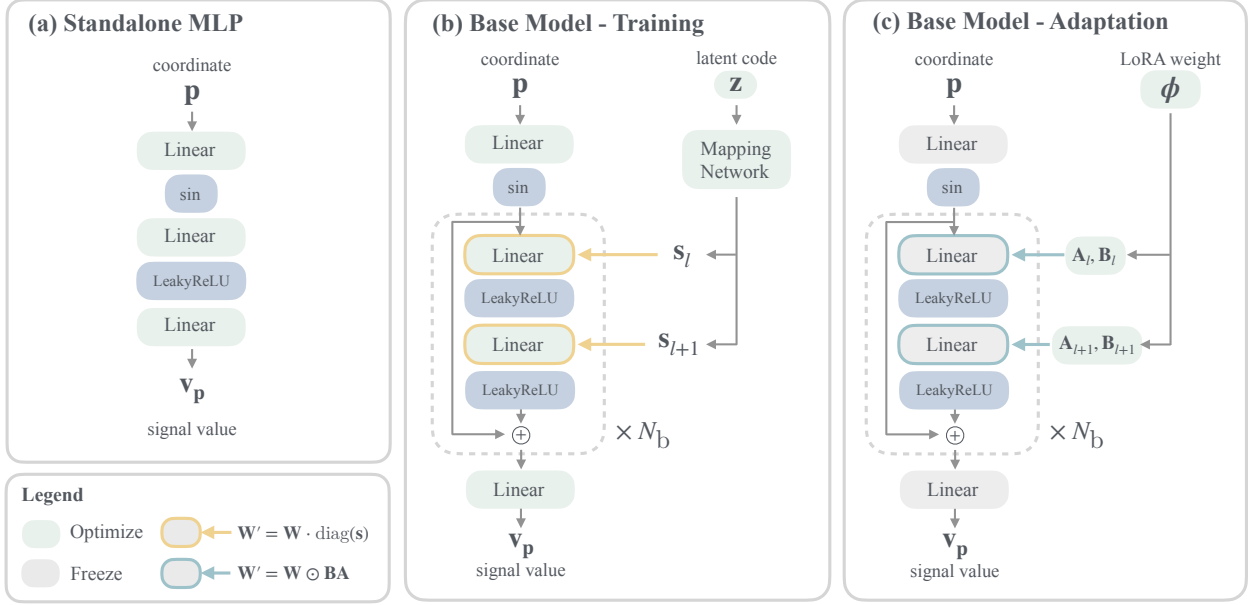 (a) Standalone MLP
coordinate
p
Linear
sin
Linear
LeakyReLU
Linear
v_p
signal value
Legend
Optimize
W′ = W · diag(s)
Freeze
W′ = W ⊙ BA
(b) Base Model - Training
coordinate
latent code
p
z
Linear
Mapping
Network
sin
Linear
s_l
LeakyReLU
Linear
s_{l+1}
LeakyReLU
+
× N_b
Linear
v_p
signal value
(c) Base Model - Adaptation
coordinate
LoRA weight
p
ϕ
Linear
sin
Linear
A_l, B_l
LeakyReLU
Linear
A_{l+1}, B_{l+1}
LeakyReLU
+
× N_b
Linear
v_p
signal value